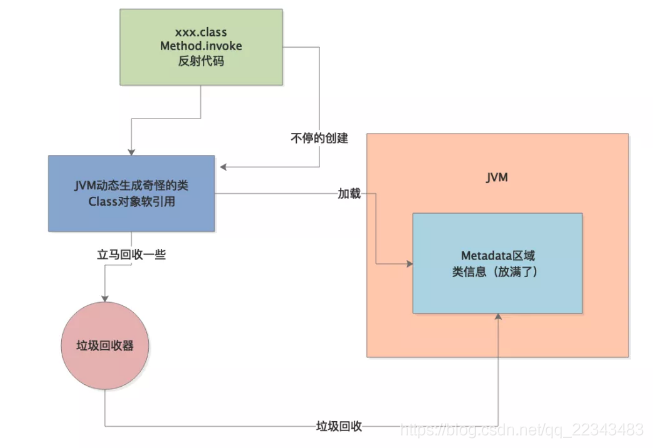 xxx.class
Method.invoke
反射代码
不停的创建
JVM动态生成奇怪的类
Class对象软引用
加载
JVM
Metadata区域
类信息（放满了）
立马回收一些
垃圾回收器
垃圾回收
https://blog.csdn.net/qq_22343483